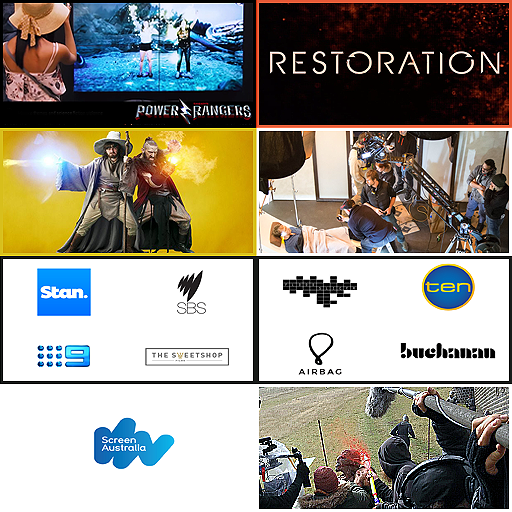 POWER RANGERS
RESTORATION
Stan.
SBS
ten
9
THE SWEETSHOP
AIRBAG
buchanan
Screen
Australia